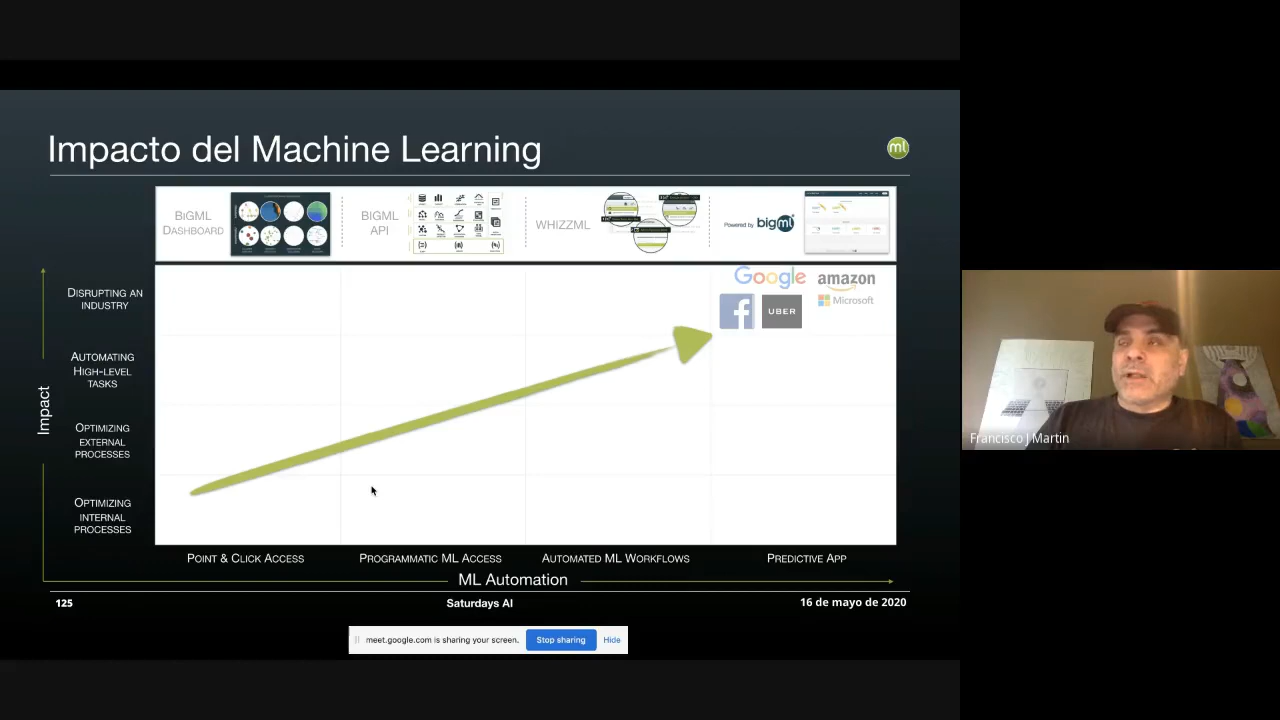 Impacto del Machine Learning
ml
BIGML
DASHBOARD
BIGML
API
WHIZZML
Powered by bigml
Google
amazon
f
UBER
Microsoft
DISRUPTING AN
INDUSTRY
AUTOMATING
HIGH-LEVEL
TASKS
OPTIMIZING
EXTERNAL
PROCESSES
OPTIMIZING
INTERNAL
PROCESSES
Impact
POINT & CLICK ACCESS
PROGRAMMATIC ML ACCESS
AUTOMATED ML WORKFLOWS
PREDICTIVE APP
ML Automation
125
Saturdays AI
16 de mayo de 2020
meet.google.com is sharing your screen.
Stop sharing
Hide
Francisco J Martin